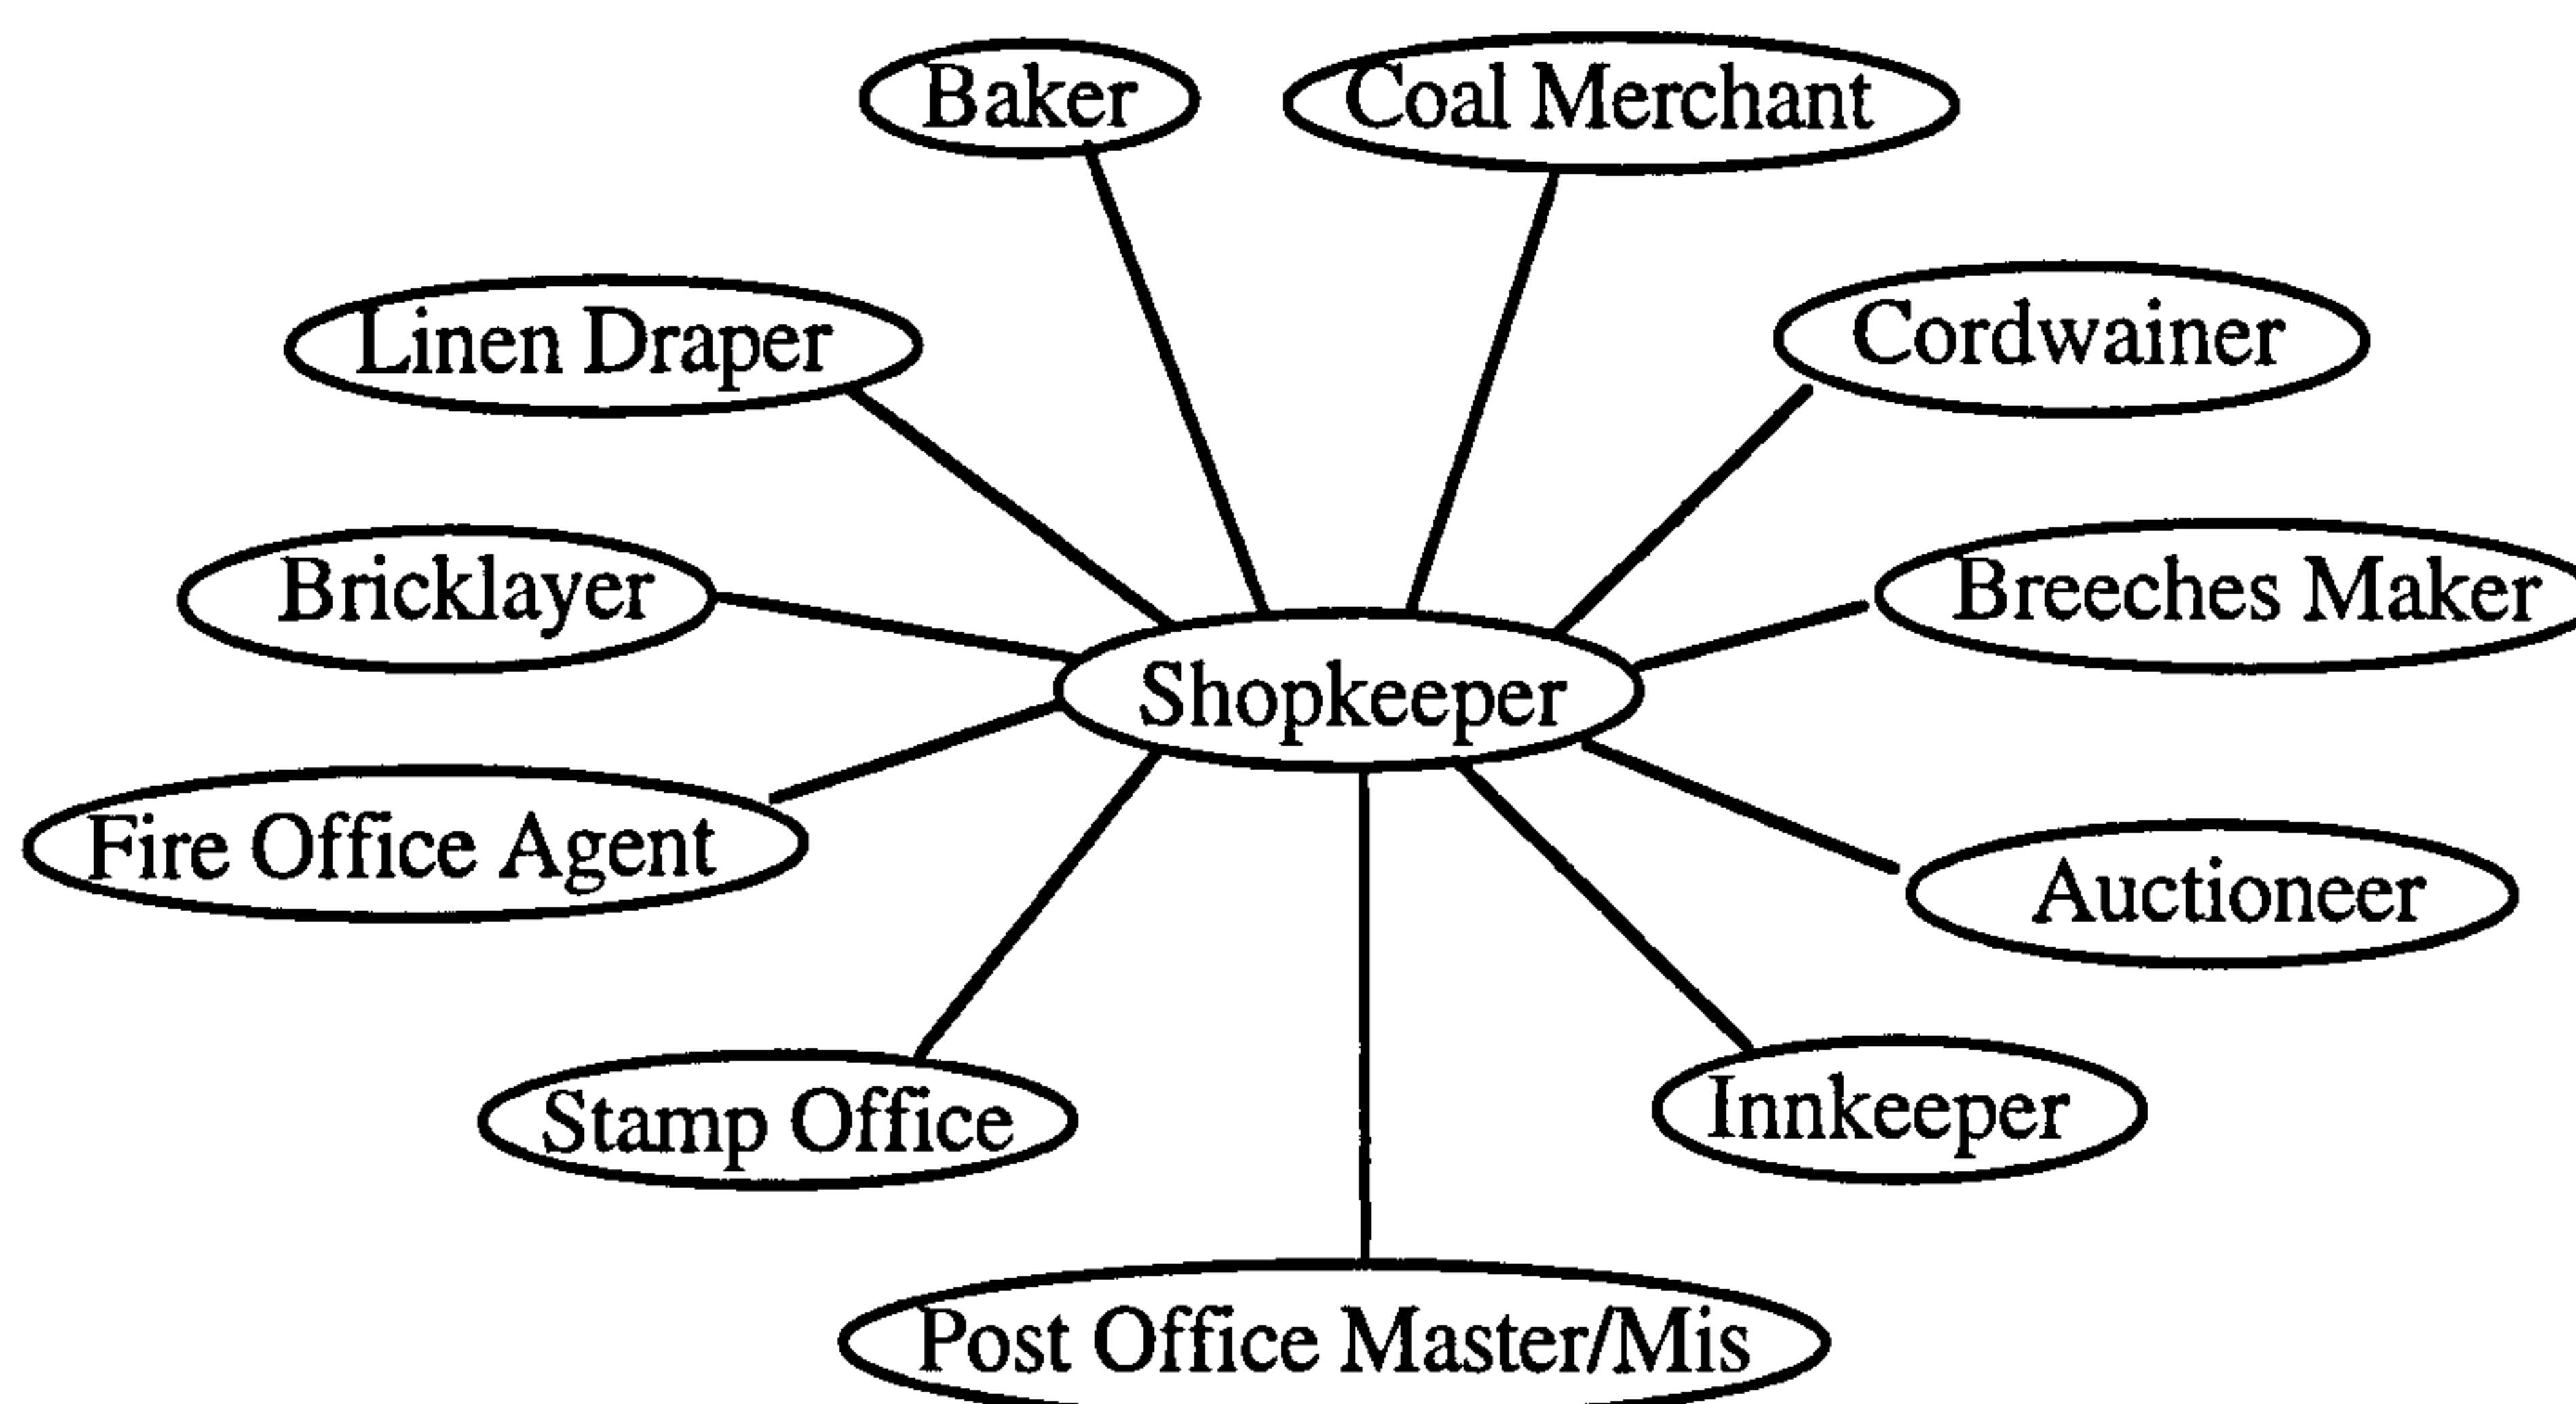 Baker
Coal Merchant
Linen Draper
Cordwainer
Bricklayer
Breeches Maker
Shopkeeper
Fire Office Agent
Auctioneer
Stamp Office
Innkeeper
Post Office Master/Mis